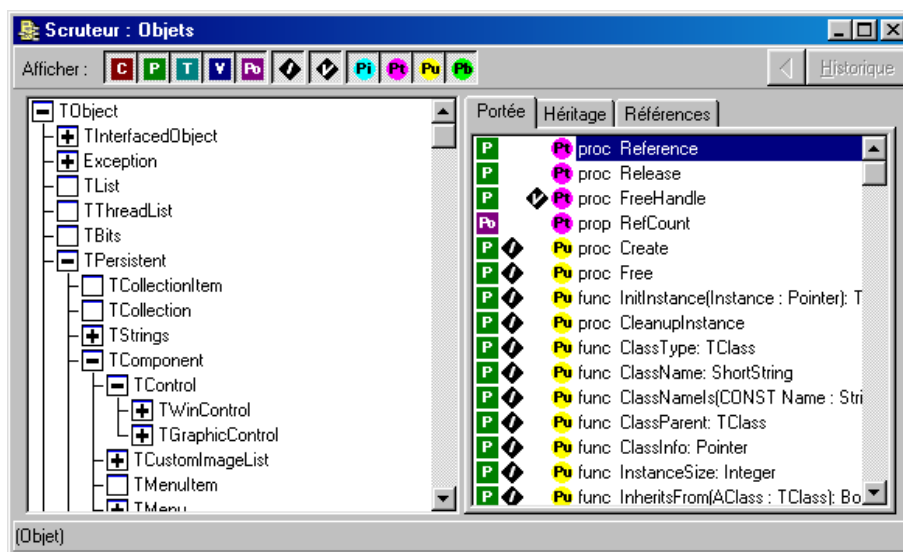 Scruteur : Objets
Afficher :
C P T V Po Pi Pt Pu Pb
Historique
TObject
TInterfacedObject
Exception
TList
TThreadList
TBits
TPersistent
TCollectionItem
TCollection
TStrings
TComponent
TControl
TWinControl
TGraphicControl
TCustomImageList
TMenuItem
TMenu
Portée Héritage Références
P Pt proc Reference
P Pt proc Release
P Pt proc FreeHandle
Po Pt prop RefCount
P Pu proc Create
P Pu proc Free
P Pu func InitInstance(Instance : Pointer): T
P Pu proc CleanupInstance
P Pu func ClassType: TClass
P Pu func ClassName: ShortString
P Pu func ClassNameIs(CONST Name : Stri
P Pu func ClassParent: TClass
P Pu func ClassInfo: Pointer
P Pu func InstanceSize: Integer
P Pu func InheritsFrom(AClass : TClass): Bo
(Objet)